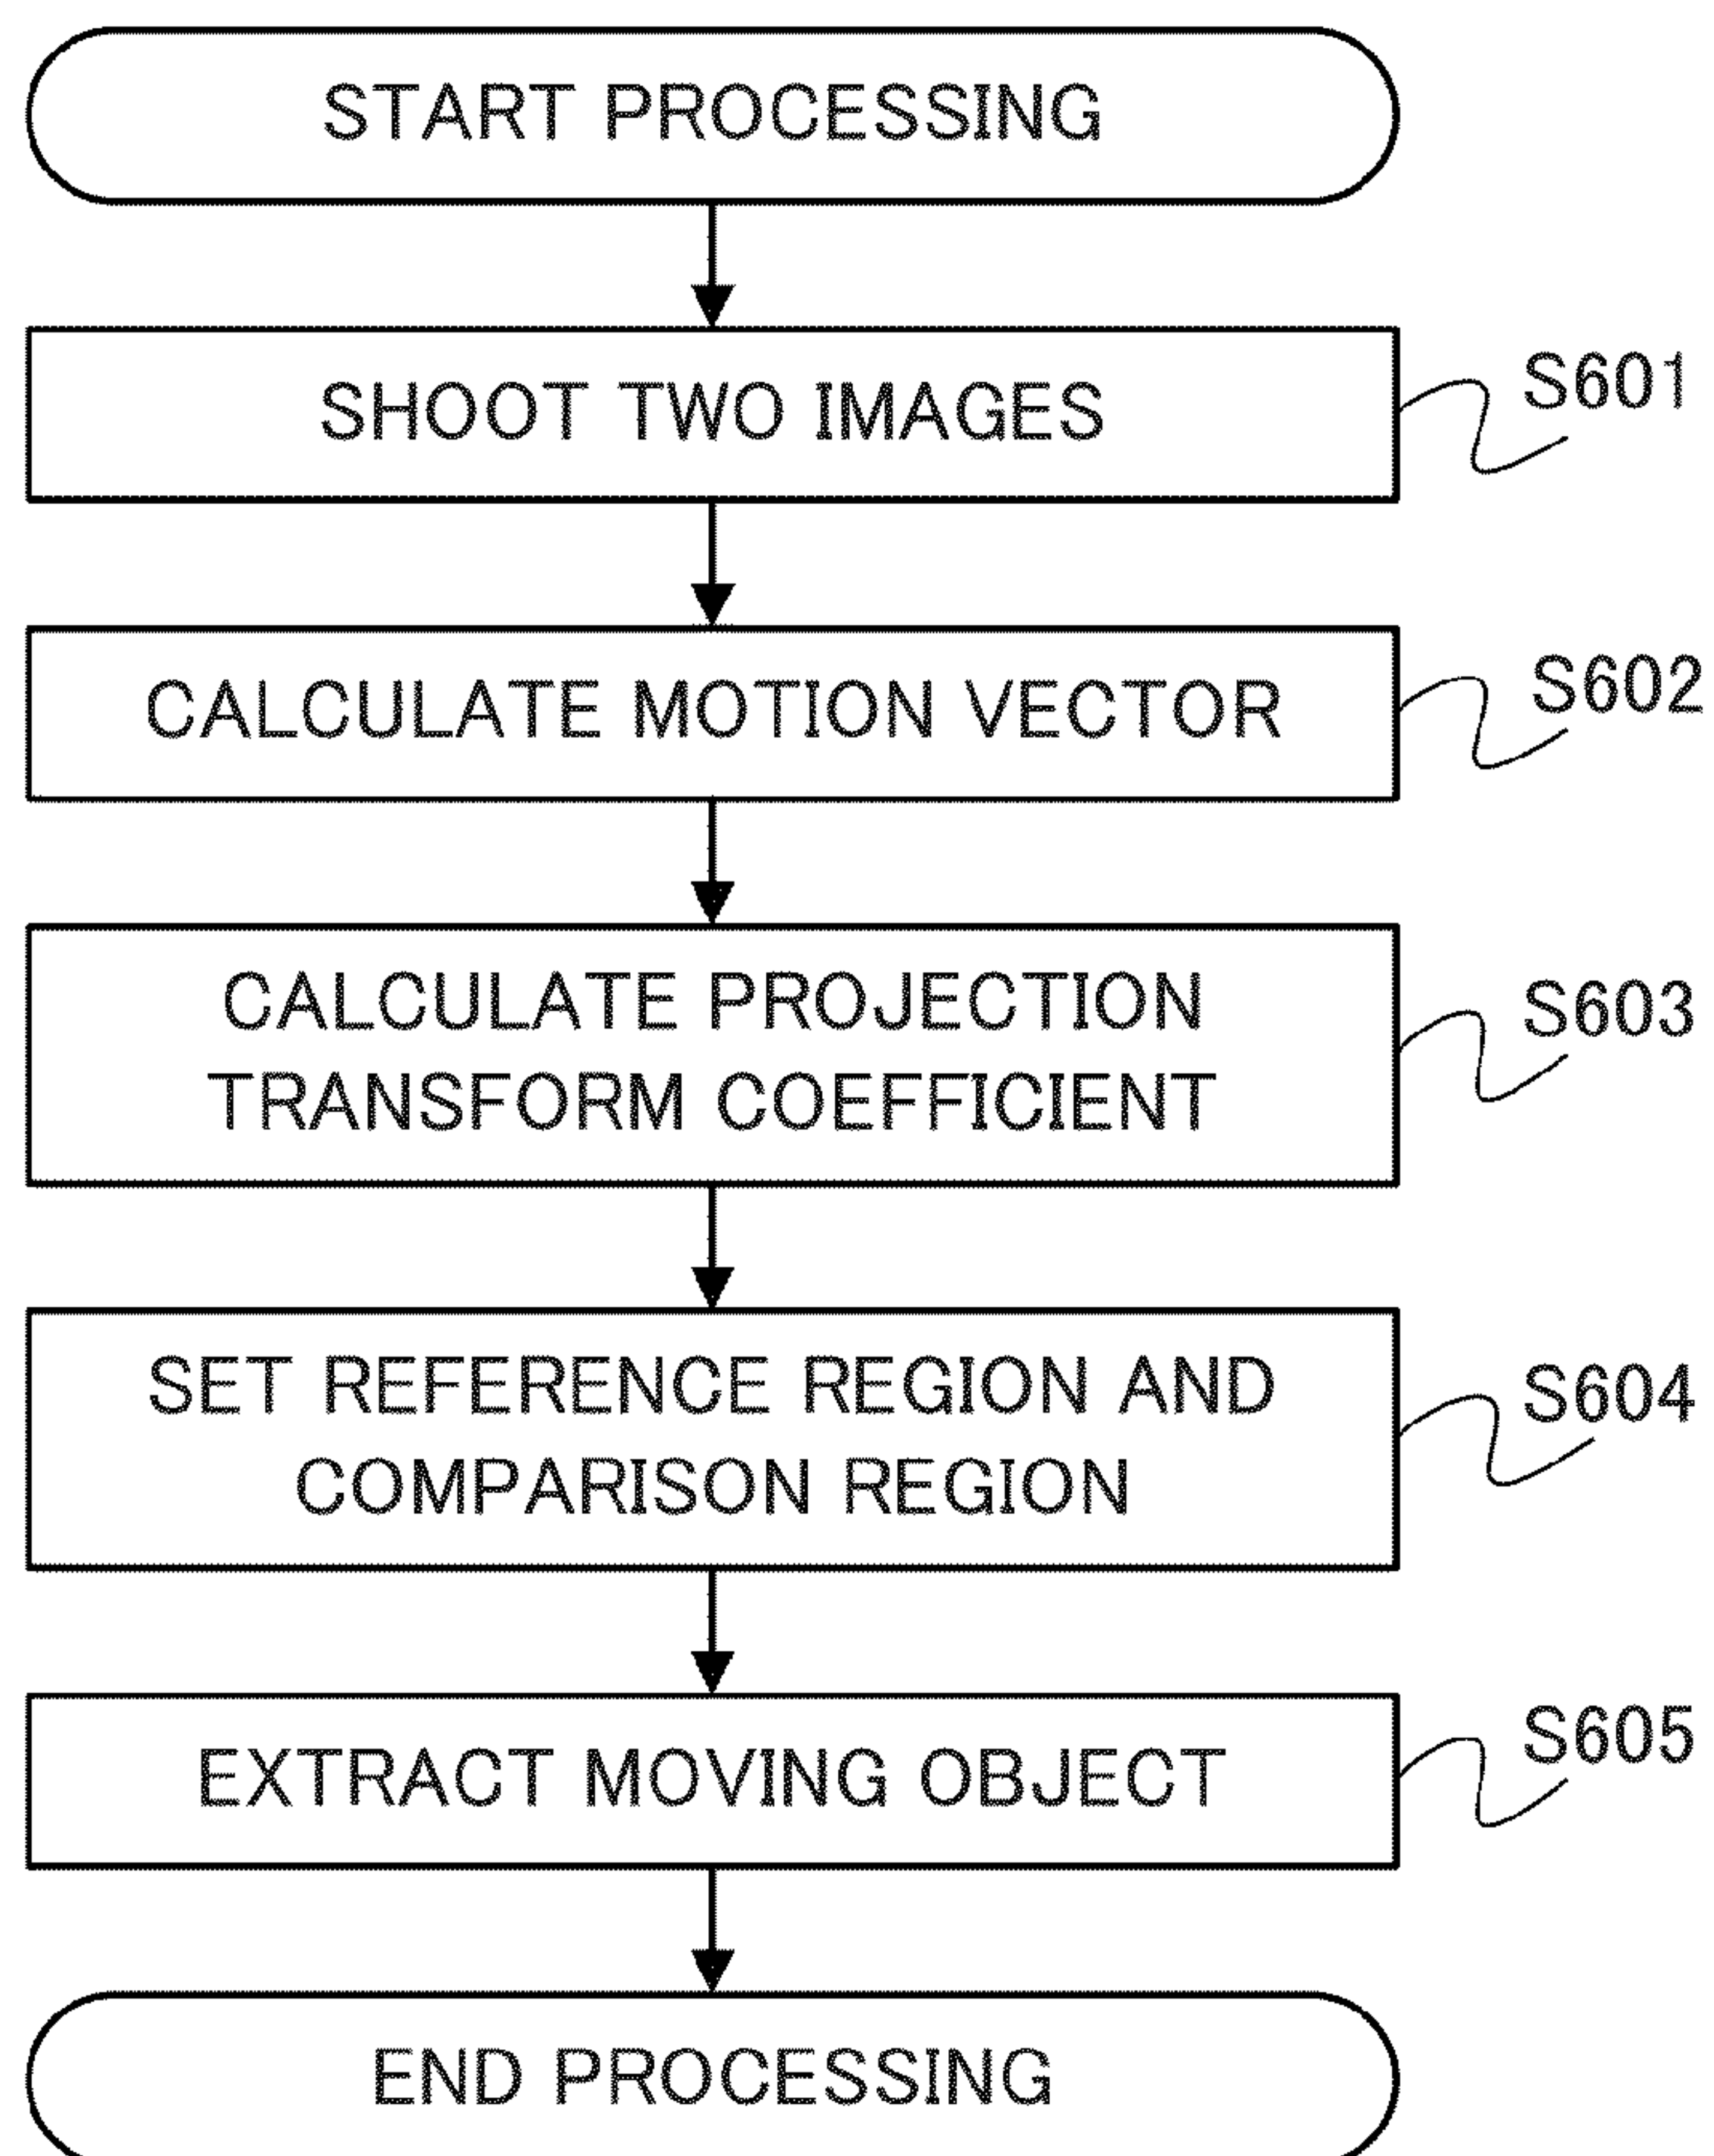 START PROCESSING
SHOOT TWO IMAGES
S601
CALCULATE MOTION VECTOR
S602
CALCULATE PROJECTION
TRANSFORM COEFFICIENT
S603
SET REFERENCE REGION AND
COMPARISON REGION
S604
EXTRACT MOVING OBJECT
S605
END PROCESSING